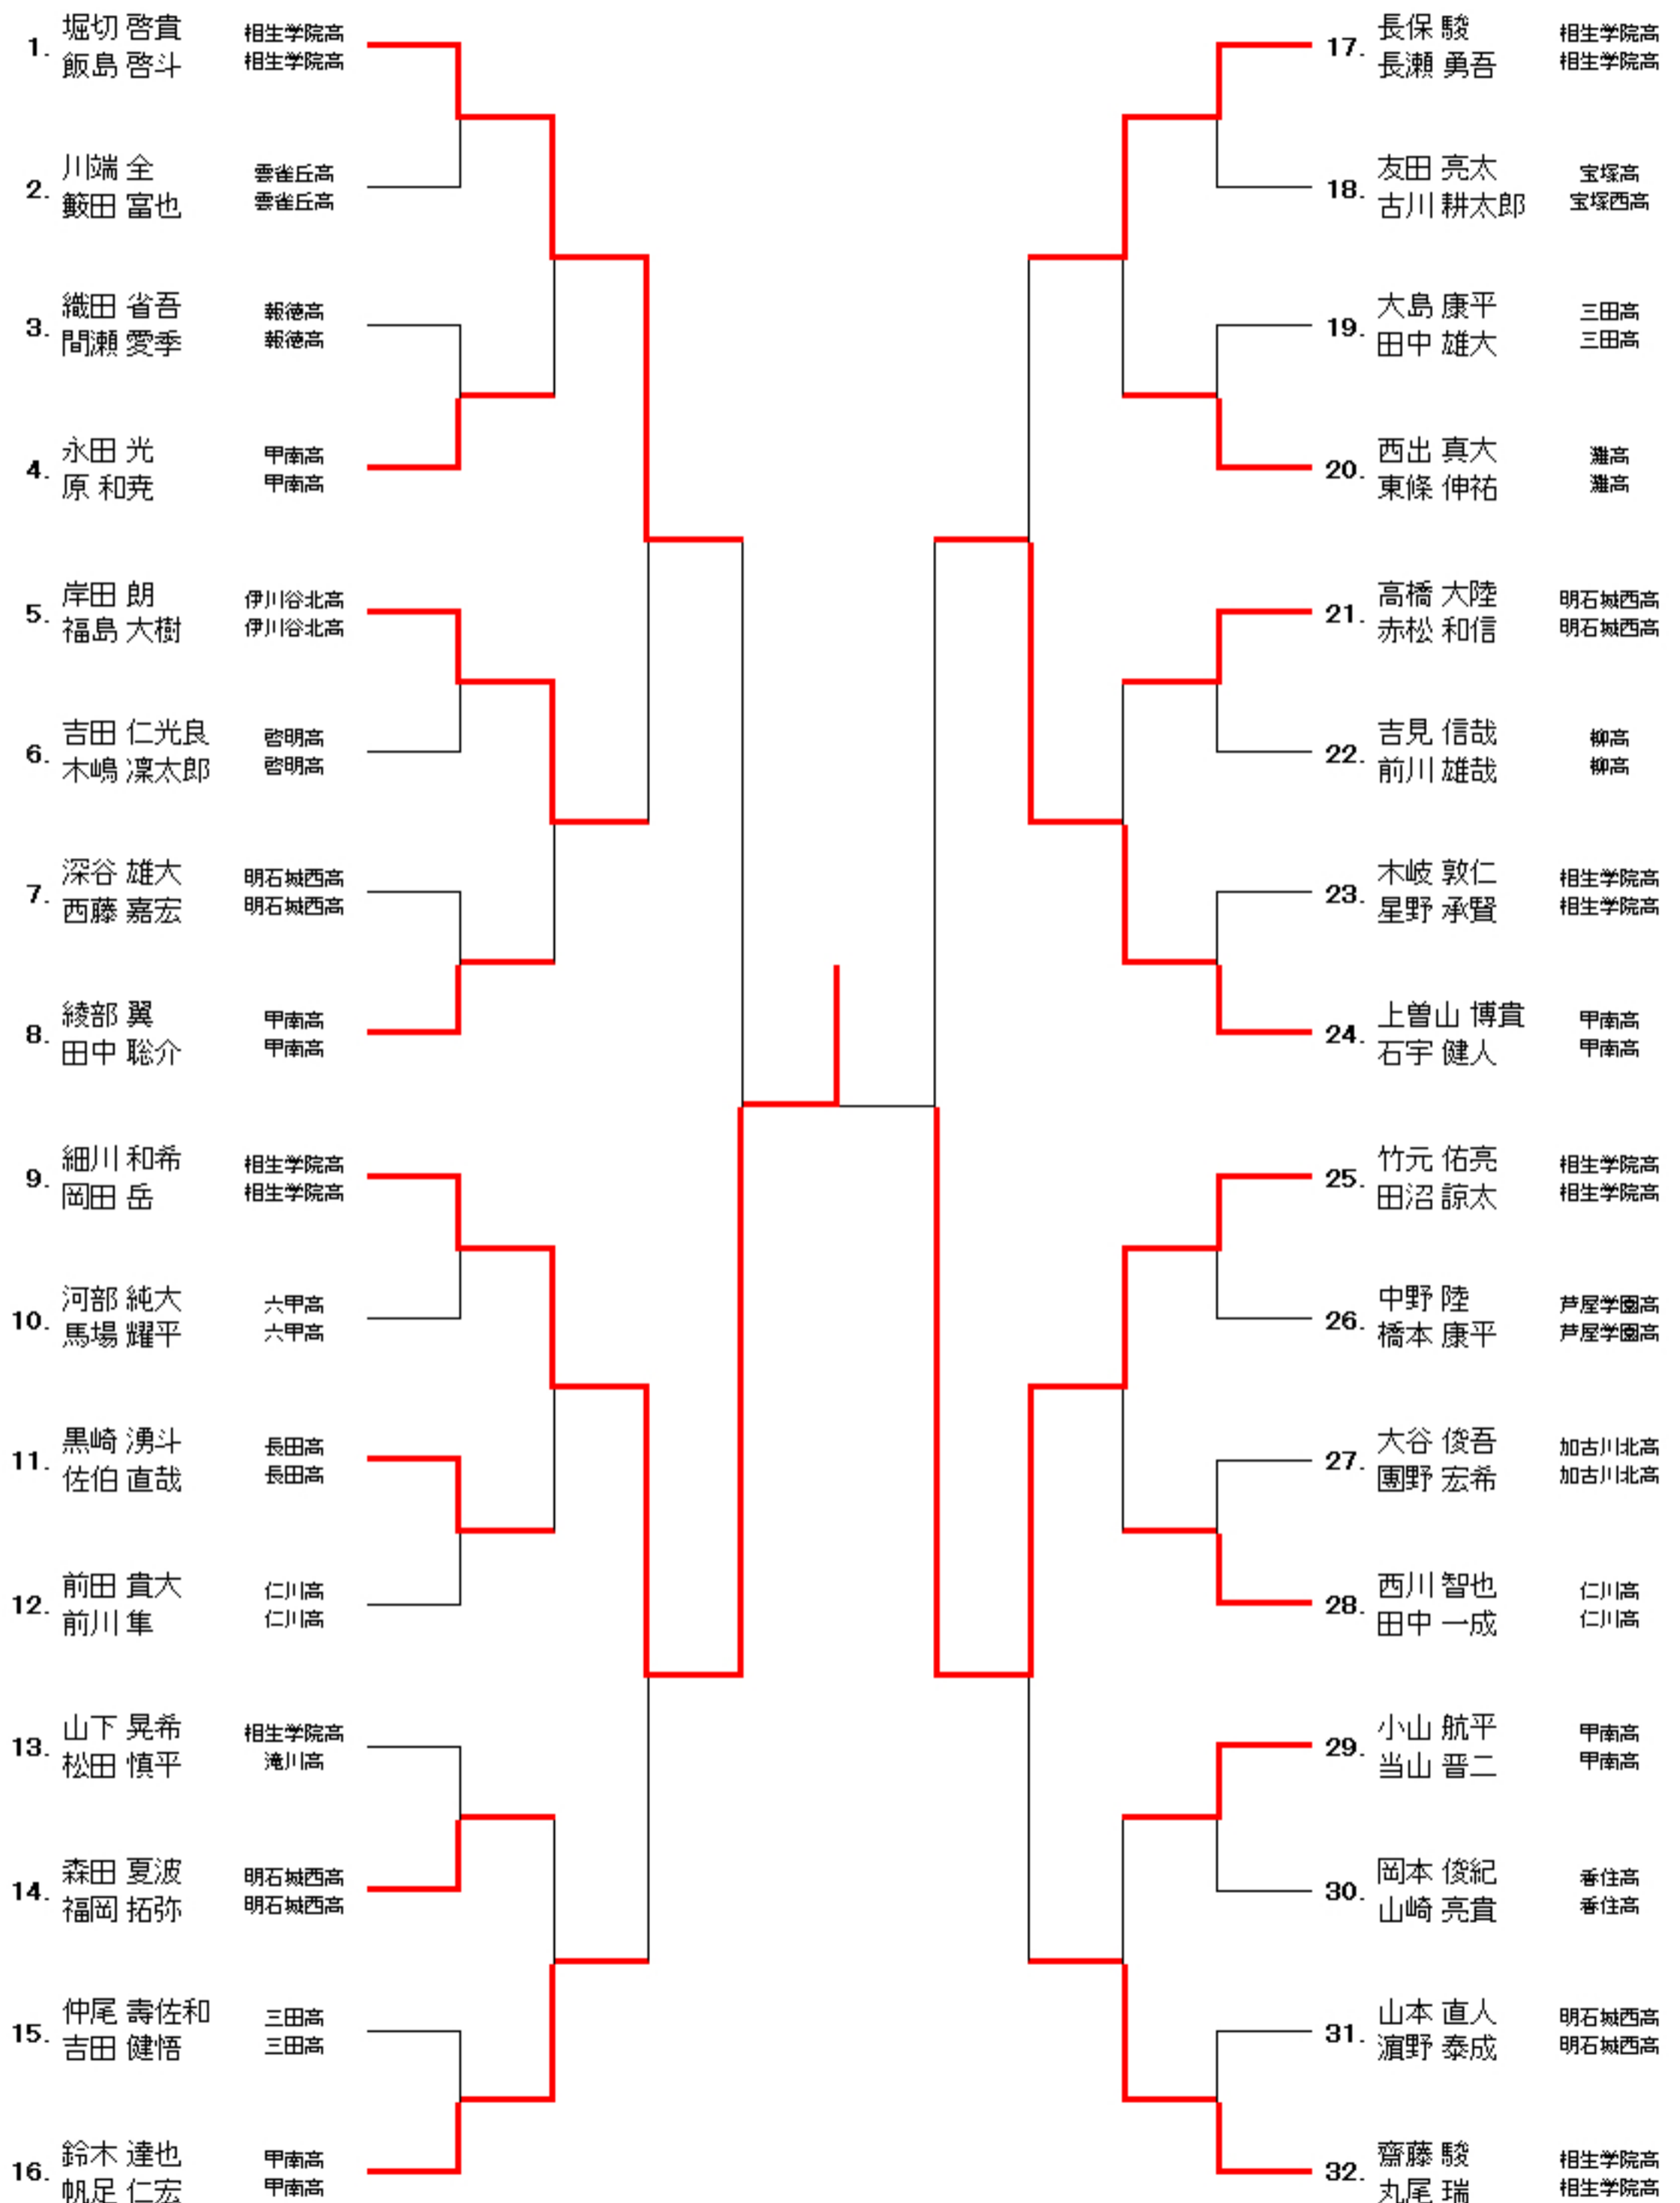 1. 堀切 啓貴 相生学院高
飯島 啓斗 相生学院高
2. 川端 全 雲雀丘高
籔田 富也 雲雀丘高
3. 織田 省吾 報徳高
間瀬 愛季 報徳高
4. 永田 光 甲南高
原 和尭 甲南高
5. 岸田 朗 伊川谷北高
福島 大樹 伊川谷北高
6. 吉田 仁光良 啓明高
木嶋 凜太郎 啓明高
7. 深谷 雄大 明石城西高
西藤 嘉宏 明石城西高
8. 綾部 翼 甲南高
田中 聡介 甲南高
9. 細川 和希 相生学院高
岡田 岳 相生学院高
10. 河部 純大 六甲高
馬場 耀平 六甲高
11. 黒崎 湧斗 長田高
佐伯 直哉 長田高
12. 前田 貴大 仁川高
前川 隼 仁川高
13. 山下 晃希 相生学院高
松田 慎平 滝川高
14. 森田 夏波 明石城西高
福岡 拓弥 明石城西高
15. 仲尾 壽佐和 三田高
吉田 健悟 三田高
16. 鈴木 達也 甲南高
帆足 仁宏 甲南高
17. 長保 駿 相生学院高
長瀬 勇吾 相生学院高
18. 友田 亮太 宝塚高
古川 耕太郎 宝塚西高
19. 大島 康平 三田高
田中 雄大 三田高
20. 西出 真大 灘高
東條 伸祐 灘高
21. 高橋 大陸 明石城西高
赤松 和信 明石城西高
22. 吉見 信哉 柳高
前川 雄哉 柳高
23. 木岐 敦仁 相生学院高
星野 承賢 相生学院高
24. 上曽山 博貴 甲南高
石宇 健人 甲南高
25. 竹元 佑亮 相生学院高
田沼 諒太 相生学院高
26. 中野 陸 芦屋学園高
橋本 康平 芦屋学園高
27. 大谷 俊吾 加古川北高
團野 宏希 加古川北高
28. 西川 智也 仁川高
田中 一成 仁川高
29. 小山 航平 甲南高
当山 晋二 甲南高
30. 岡本 俊紀 香住高
山崎 亮貴 香住高
31. 山本 直人 明石城西高
濵野 泰成 明石城西高
32. 齋藤 駿 相生学院高
丸尾 瑞 相生学院高